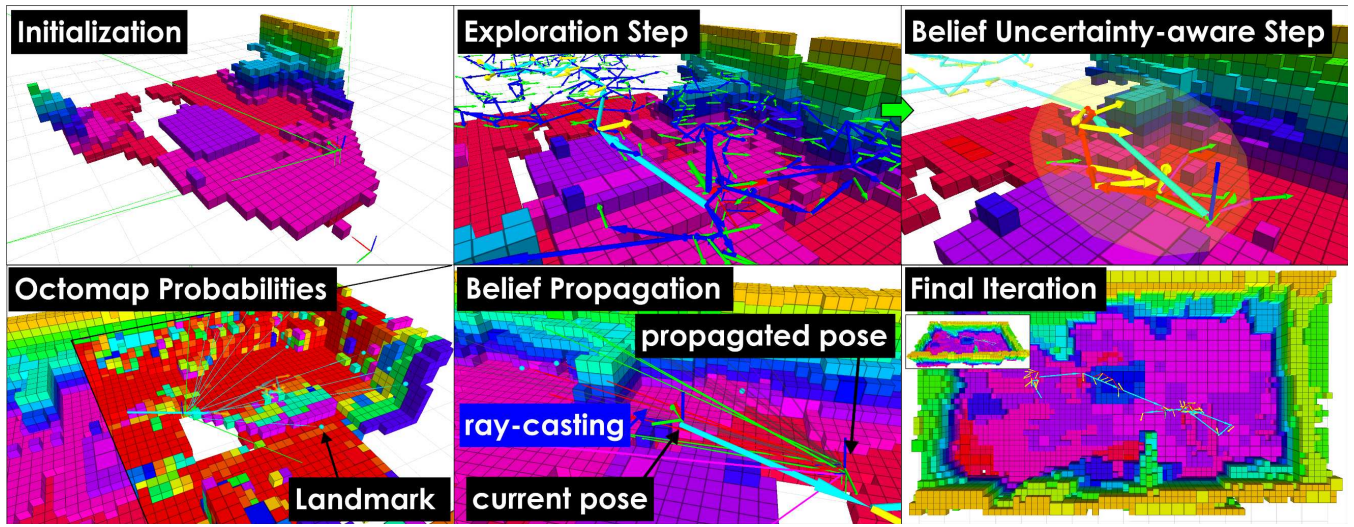 Initialization
Exploration Step
Belief Uncertainty-aware Step
Octomap Probabilities
Landmark
Belief Propagation
propagated pose
ray-casting
current pose
Final Iteration